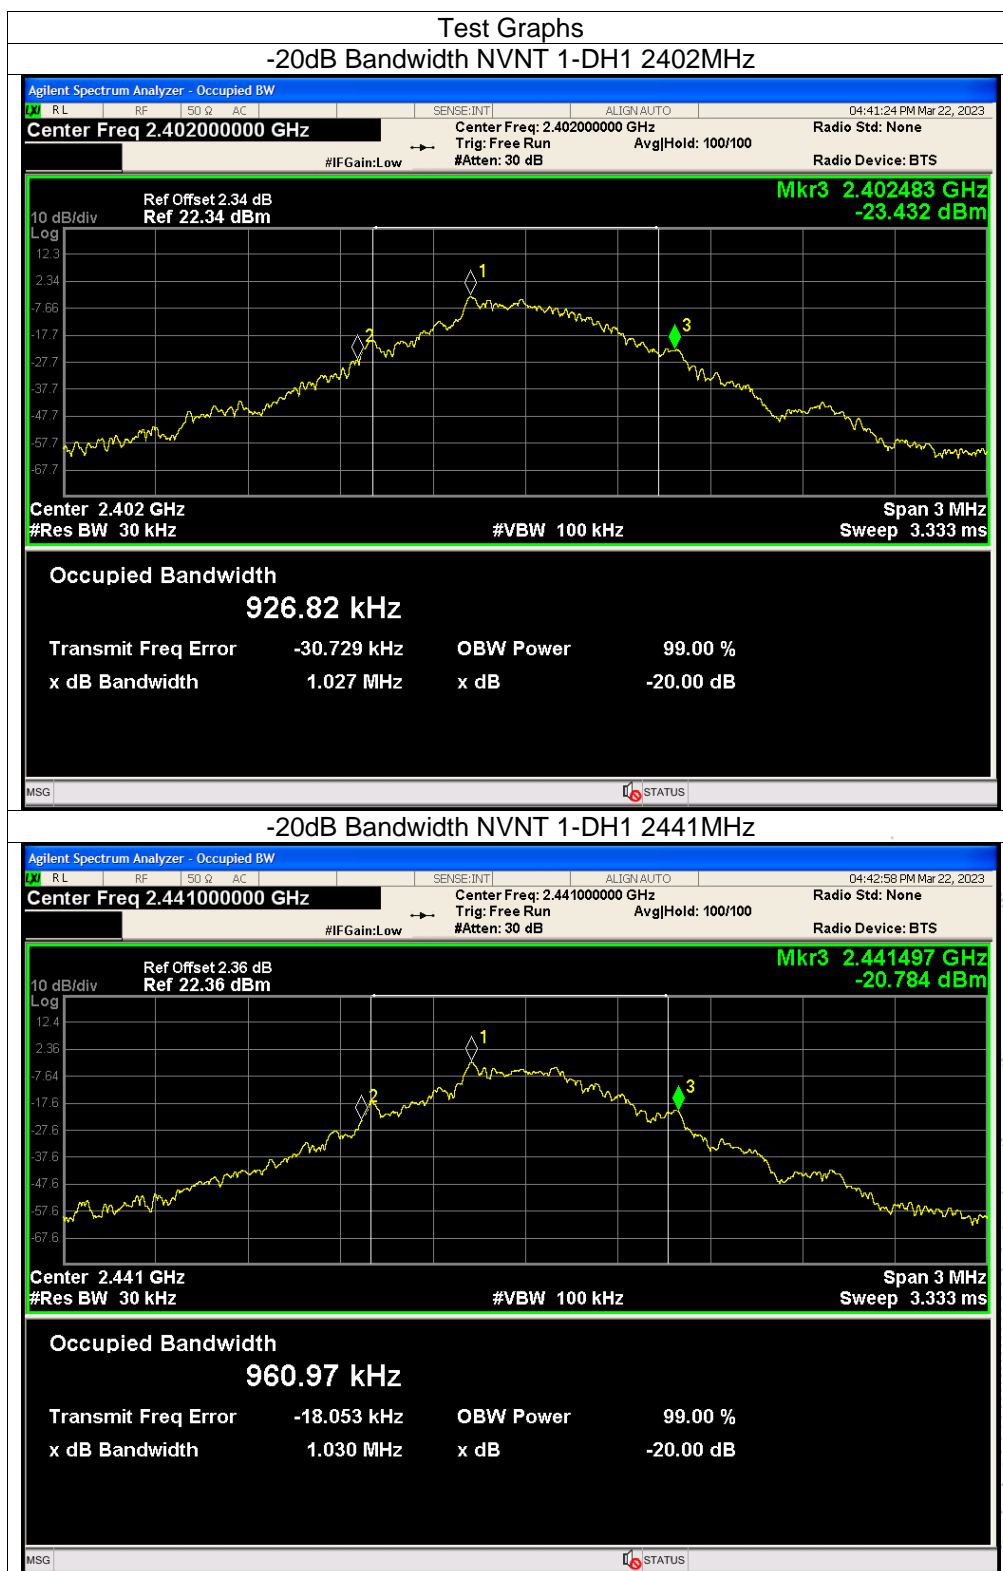 Test Graphs
-20dB Bandwidth NVNT 1-DH1 2402MHz
Agilent Spectrum Analyzer - Occupied BW
LXI RL RF 50 Ω AC SENSE:INT ALIGN AUTO 04:41:24 PM Mar 22, 2023
Center Freq 2.402000000 GHz Center Freq: 2.402000000 GHz Radio Std: None
Trig: Free Run Avg|Hold: 100/100
#IFGain:Low #Atten: 30 dB Radio Device: BTS
Mkr3 2.402483 GHz
Ref Offset 2.34 dB
10 dB/div Ref 22.34 dBm -23.432 dBm
Log
12.3
1
2.34
-7.66
3
-17.7
2
-27.7
-37.7
-47.7
-57.7
-67.7
Center 2.402 GHz Span 3 MHz
#Res BW 30 kHz #VBW 100 kHz Sweep 3.333 ms
Occupied Bandwidth
926.82 kHz
Transmit Freq Error -30.729 kHz OBW Power 99.00 %
x dB Bandwidth 1.027 MHz x dB -20.00 dB
MSG STATUS
-20dB Bandwidth NVNT 1-DH1 2441MHz
Agilent Spectrum Analyzer - Occupied BW
LXI RL RF 50 Ω AC SENSE:INT ALIGN AUTO 04:42:58 PM Mar 22, 2023
Center Freq 2.441000000 GHz Center Freq: 2.441000000 GHz Radio Std: None
Trig: Free Run Avg|Hold: 100/100
#IFGain:Low #Atten: 30 dB Radio Device: BTS
Mkr3 2.441497 GHz
Ref Offset 2.36 dB
10 dB/div Ref 22.36 dBm -20.784 dBm
Log
12.4
1
2.36
-7.64
3
2
-17.6
-27.6
-37.6
-47.6
-57.6
-67.6
Center 2.441 GHz Span 3 MHz
#Res BW 30 kHz #VBW 100 kHz Sweep 3.333 ms
Occupied Bandwidth
960.97 kHz
Transmit Freq Error -18.053 kHz OBW Power 99.00 %
x dB Bandwidth 1.030 MHz x dB -20.00 dB
MSG STATUS